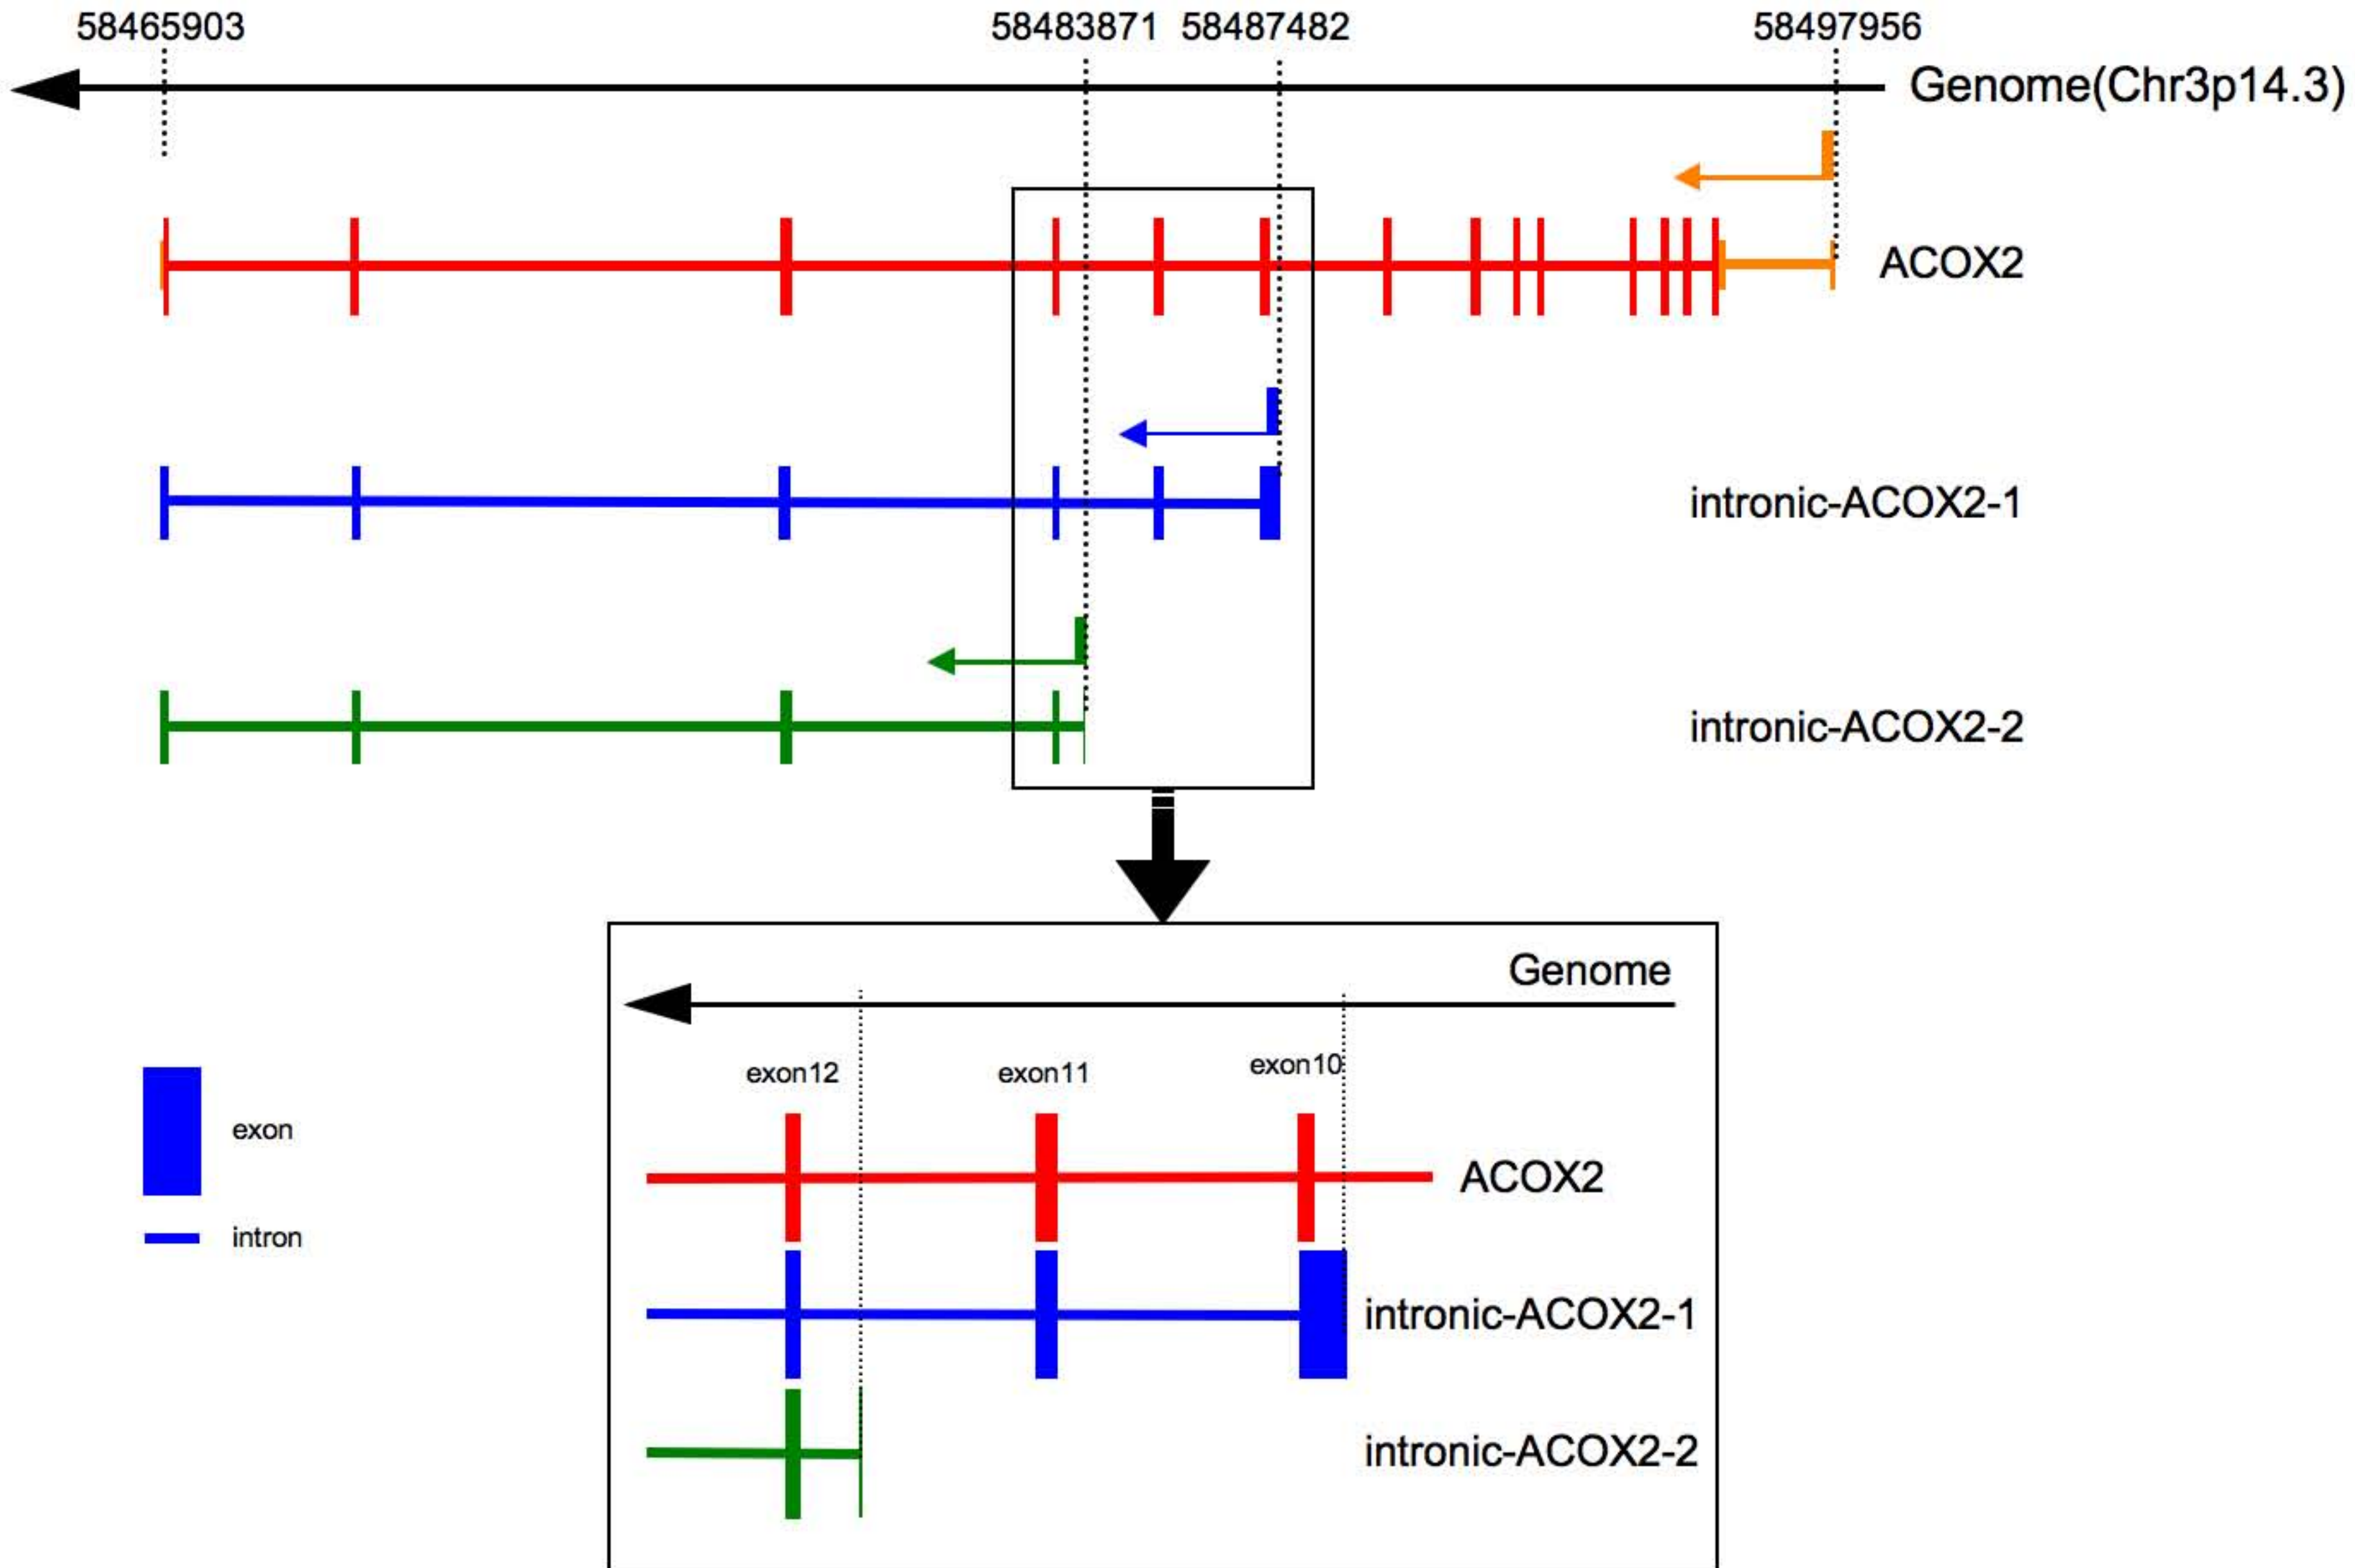 58465903 58483871 58487482 58497956
Genome(Chr3p14.3)
ACOX2
intronic-ACOX2-1
intronic-ACOX2-2
Genome
exon12 exon11 exon10
ACOX2
exon
intron
intronic-ACOX2-1
intronic-ACOX2-2